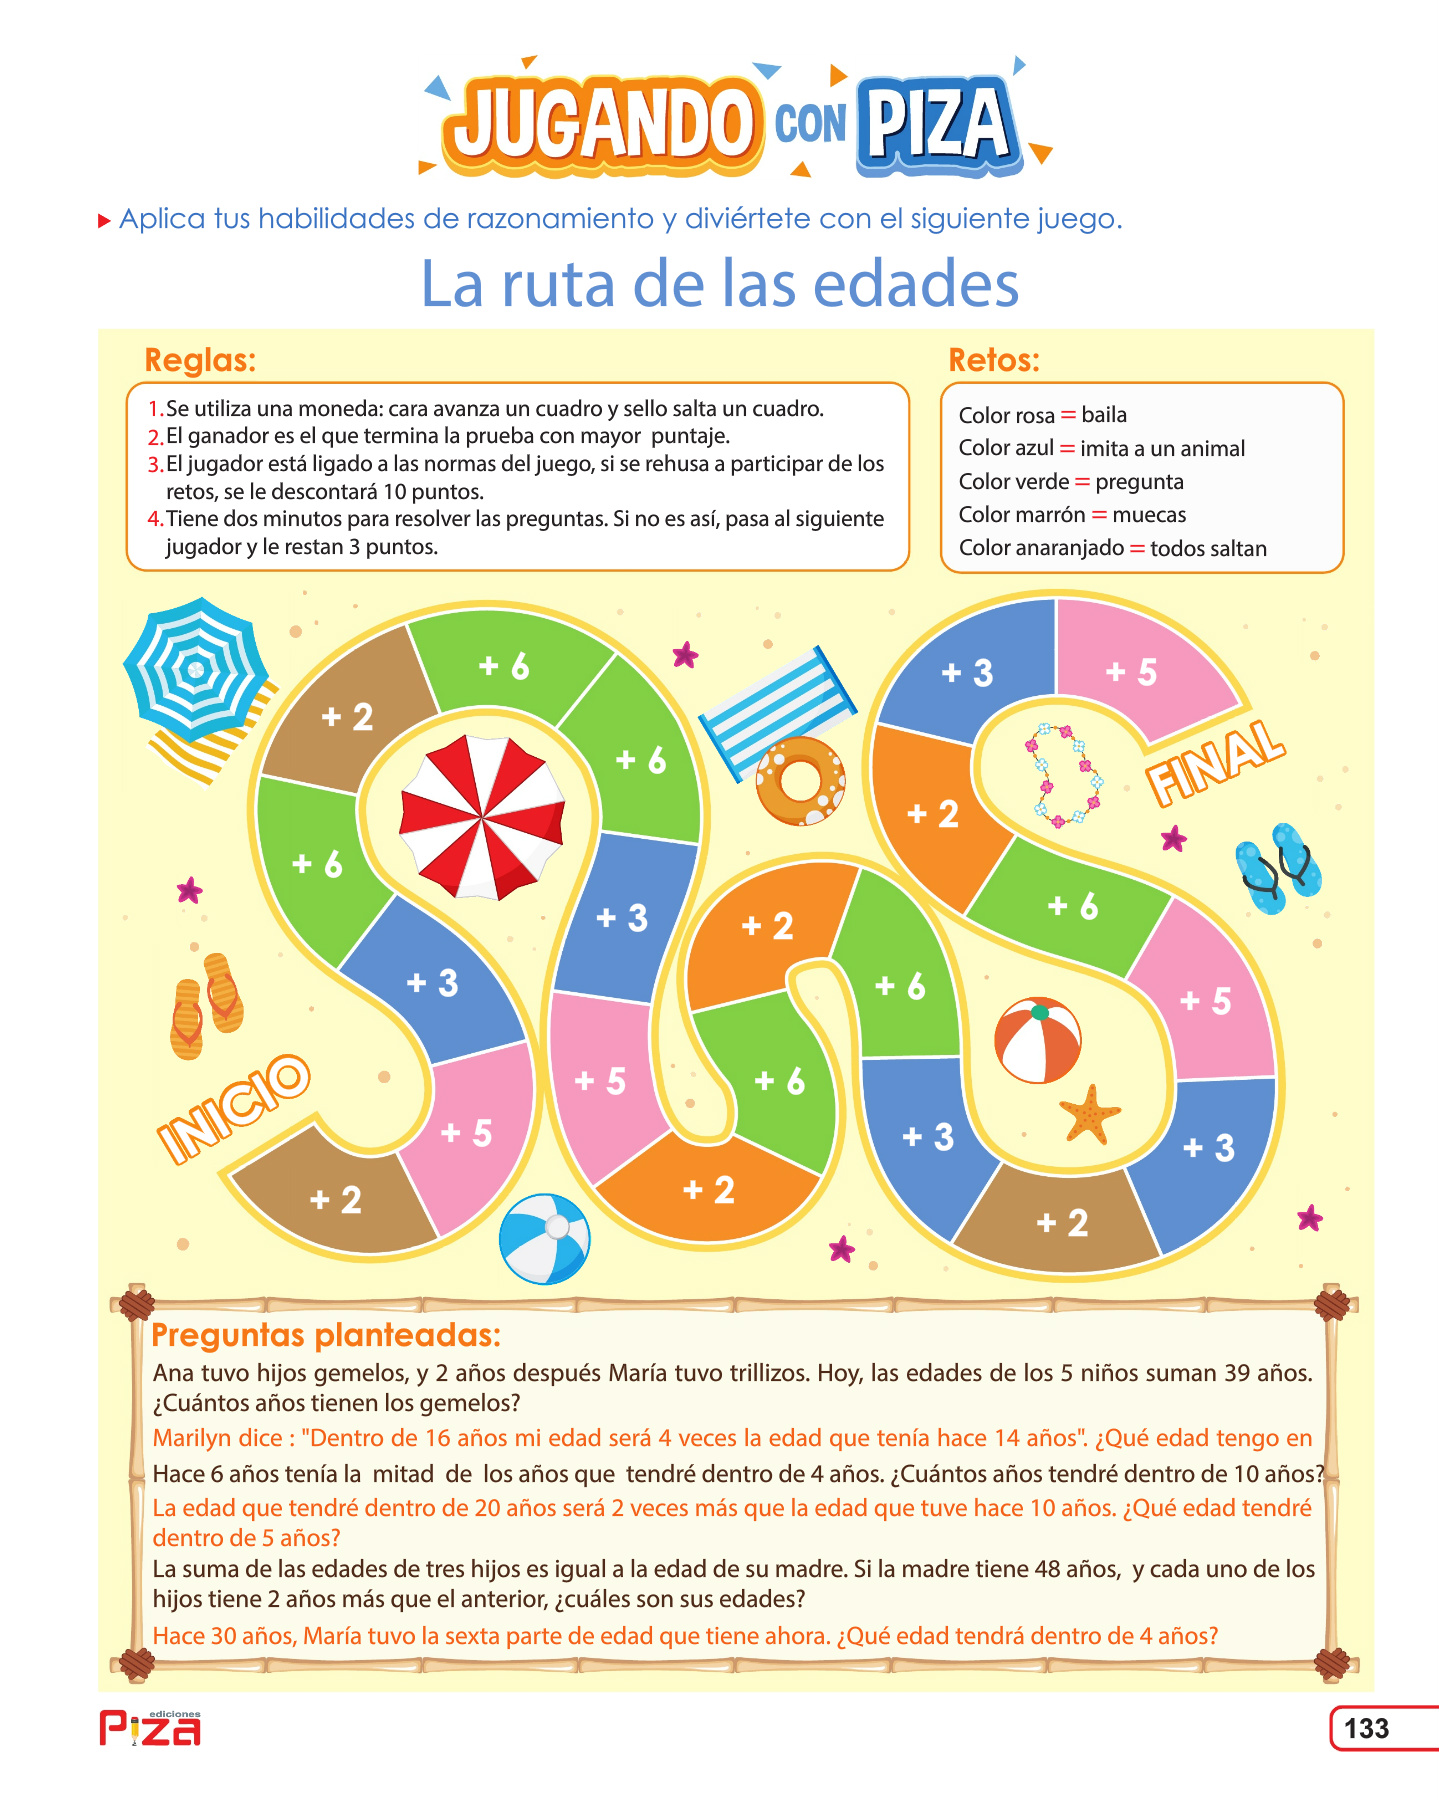 JUGANDO CON PIZA
Aplica tus habilidades de razonamiento y diviértete con el siguiente juego.
La ruta de las edades
Reglas:
1. Se utiliza una moneda: cara avanza un cuadro y sello salta un cuadro.
2. El ganador es el que termina la prueba con mayor puntaje.
3. El jugador está ligado a las normas del juego, si se rehusa a participar de los
retos, se le descontará 10 puntos.
4. Tiene dos minutos para resolver las preguntas. Si no es así, pasa al siguiente
jugador y le restan 3 puntos.
Retos:
Color rosa = baila
Color azul = imita a un animal
Color verde = pregunta
Color marrón = muecas
Color anaranjado = todos saltan
INICIO
+ 2
+ 5
+ 3
+ 6
+ 2
+ 6
+ 6
+ 3
+ 5
+ 2
+ 6
+ 2
+ 6
+ 3
+ 2
+ 3
+ 5
+ 6
+ 2
+ 3
+ 5
FINAL
Preguntas planteadas:
Ana tuvo hijos gemelos, y 2 años después María tuvo trillizos. Hoy, las edades de los 5 niños suman 39 años.
¿Cuántos años tienen los gemelos?
Marilyn dice : "Dentro de 16 años mi edad será 4 veces la edad que tenía hace 14 años". ¿Qué edad tengo en
Hace 6 años tenía la mitad de los años que tendré dentro de 4 años. ¿Cuántos años tendré dentro de 10 años?
La edad que tendré dentro de 20 años será 2 veces más que la edad que tuve hace 10 años. ¿Qué edad tendré
dentro de 5 años?
La suma de las edades de tres hijos es igual a la edad de su madre. Si la madre tiene 48 años, y cada uno de los
hijos tiene 2 años más que el anterior, ¿cuáles son sus edades?
Hace 30 años, María tuvo la sexta parte de edad que tiene ahora. ¿Qué edad tendrá dentro de 4 años?
ediciones
Piza
133